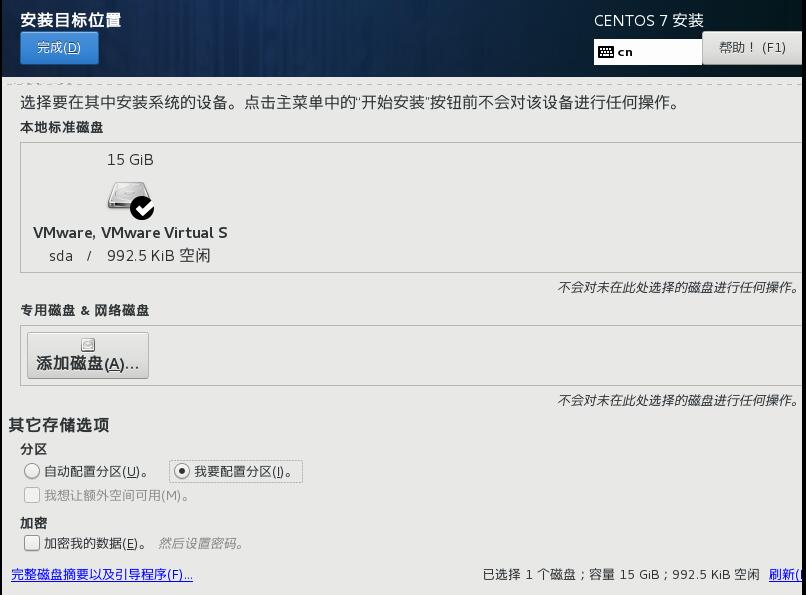 安装目标位置
CENTOS 7 安装
完成(D)
cn
帮助！(F1)
选择要在其中安装系统的设备。点击主菜单中的“开始安装”按钮前不会对该设备进行任何操作。
本地标准磁盘
15 GiB
VMware, VMware Virtual S
sda / 992.5 KiB 空闲
不会对未在此处选择的磁盘进行任何操作。
专用磁盘 & 网络磁盘
添加磁盘(A)...
不会对未在此处选择的磁盘进行任何操作。
其它存储选项
分区
自动配置分区(U)。 我要配置分区(I)。
我想让额外空间可用(M)。
加密
加密我的数据(E)。 然后设置密码。
完整磁盘摘要以及引导程序(F)...
已选择 1 个磁盘；容量 15 GiB；992.5 KiB 空闲 刷新(